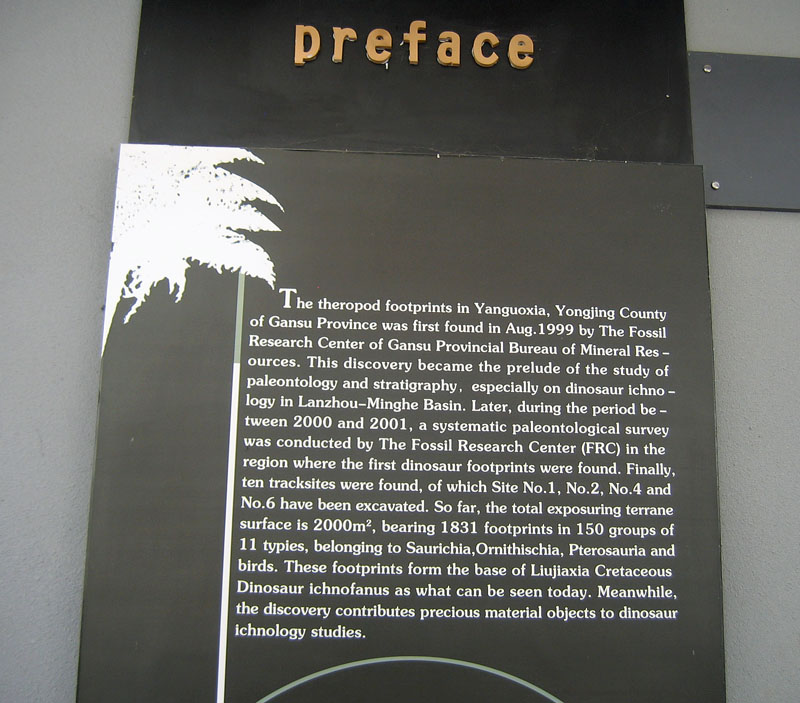 preface
The theropod footprints in Yanguoxia, Yongjing County
of Gansu Province was first found in Aug.1999 by The Fossil
Research Center of Gansu Provincial Bureau of Mineral Res-
ources. This discovery became the prelude of the study of
paleontology and stratigraphy, especially on dinosaur ichno-
logy in Lanzhou-Minghe Basin. Later, during the period be-
tween 2000 and 2001, a systematic paleontological survey
was conducted by The Fossil Research Center (FRC) in the
region where the first dinosaur footprints were found. Finally,
ten tracksites were found, of which Site No.1, No.2, No.4 and
No.6 have been excavated. So far, the total exposuring terrane
surface is 2000m², bearing 1831 footprints in 150 groups of
11 typies, belonging to Saurichia,Ornithischia, Pterosauria and
birds. These footprints form the base of Liujiaxia Cretaceous
Dinosaur ichnofanus as what can be seen today. Meanwhile,
the discovery contributes precious material objects to dinosaur
ichnology studies.